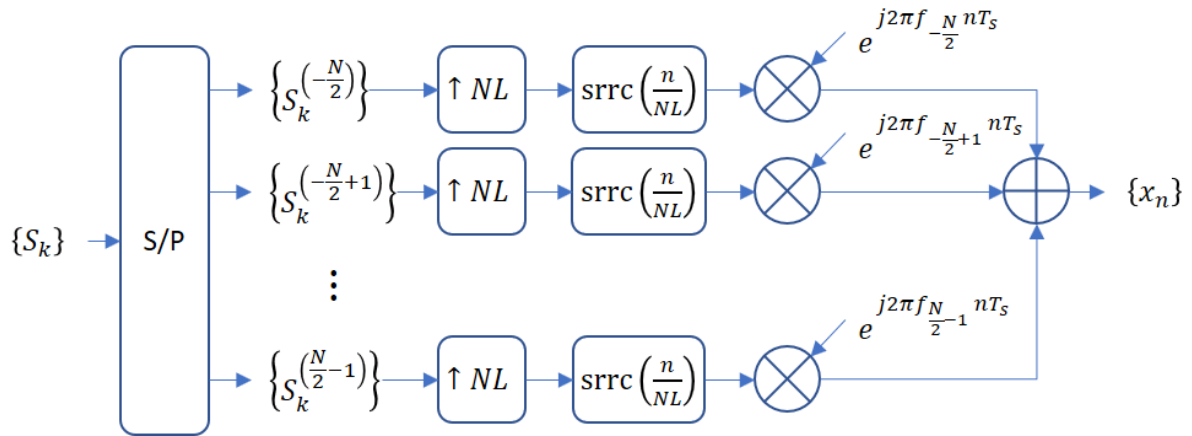 {S_k}
S/P
{S_k^{(-N/2)}} ↑ NL srrc(n/NL) e^{j2πf_{-N/2} nT_S}
{S_k^{(-N/2+1)}} ↑ NL srrc(n/NL) e^{j2πf_{-N/2+1} nT_S}
⋮
{S_k^{(N/2-1)}} ↑ NL srrc(n/NL) e^{j2πf_{N/2-1} nT_S}
{x_n}